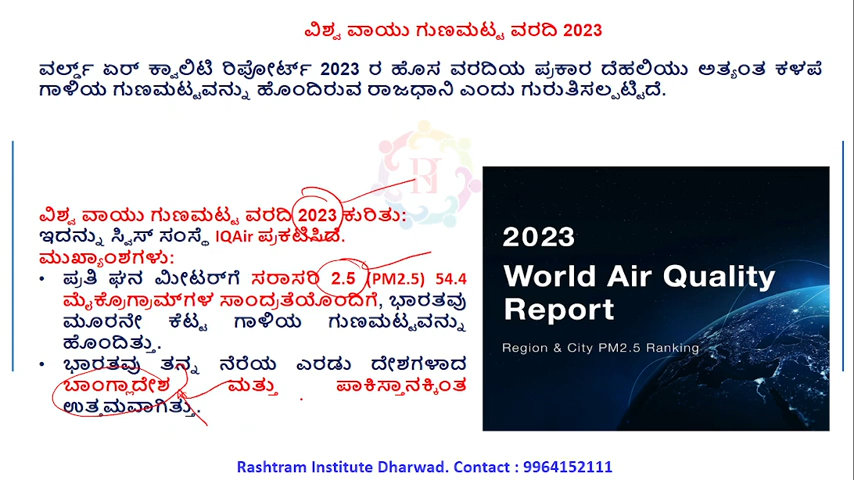 ವಿಶ್ವ ವಾಯು ಗುಣಮಟ್ಟ ವರದಿ 2023
ವರ್ಲ್ಡ್ ಏರ್ ಕ್ವಾಲಿಟಿ ರಿಪೋರ್ಟ್ 2023 ರ ಹೊಸ ವರದಿಯ ಪ್ರಕಾರ ದೆಹಲಿಯು ಅತ್ಯಂತ ಕಳಪೆ
ಗಾಳಿಯ ಗುಣಮಟ್ಟವನ್ನು ಹೊಂದಿರುವ ರಾಜಧಾನಿ ಎಂದು ಗುರುತಿಸಲ್ಪಟ್ಟಿದೆ.
ವಿಶ್ವ ವಾಯು ಗುಣಮಟ್ಟ ವರದಿ 2023 ಕುರಿತು:
ಇದನ್ನು ಸ್ವಿಸ್ ಸಂಸ್ಥೆ IQAir ಪ್ರಕಟಿಸಿದೆ.
ಮುಖ್ಯಾಂಶಗಳು:
• ಪ್ರತಿ ಘನ ಮೀಟರ್‌ಗೆ ಸರಾಸರಿ 2.5 (PM2.5) 54.4
ಮೈಕ್ರೊಗ್ರಾಮ್‌ಗಳ ಸಾಂದ್ರತೆಯೊಂದಿಗೆ, ಭಾರತವು
ಮೂರನೇ ಕೆಟ್ಟ ಗಾಳಿಯ ಗುಣಮಟ್ಟವನ್ನು
ಹೊಂದಿತ್ತು.
• ಭಾರತವು ತನ್ನ ನೆರೆಯ ಎರಡು ದೇಶಗಳಾದ
ಬಾಂಗ್ಲಾದೇಶ ಮತ್ತು ಪಾಕಿಸ್ತಾನಕ್ಕಿಂತ
ಉತ್ತಮವಾಗಿತ್ತು.
2023
World Air Quality
Report
Region & City PM2.5 Ranking
Rashtram Institute Dharwad. Contact : 9964152111